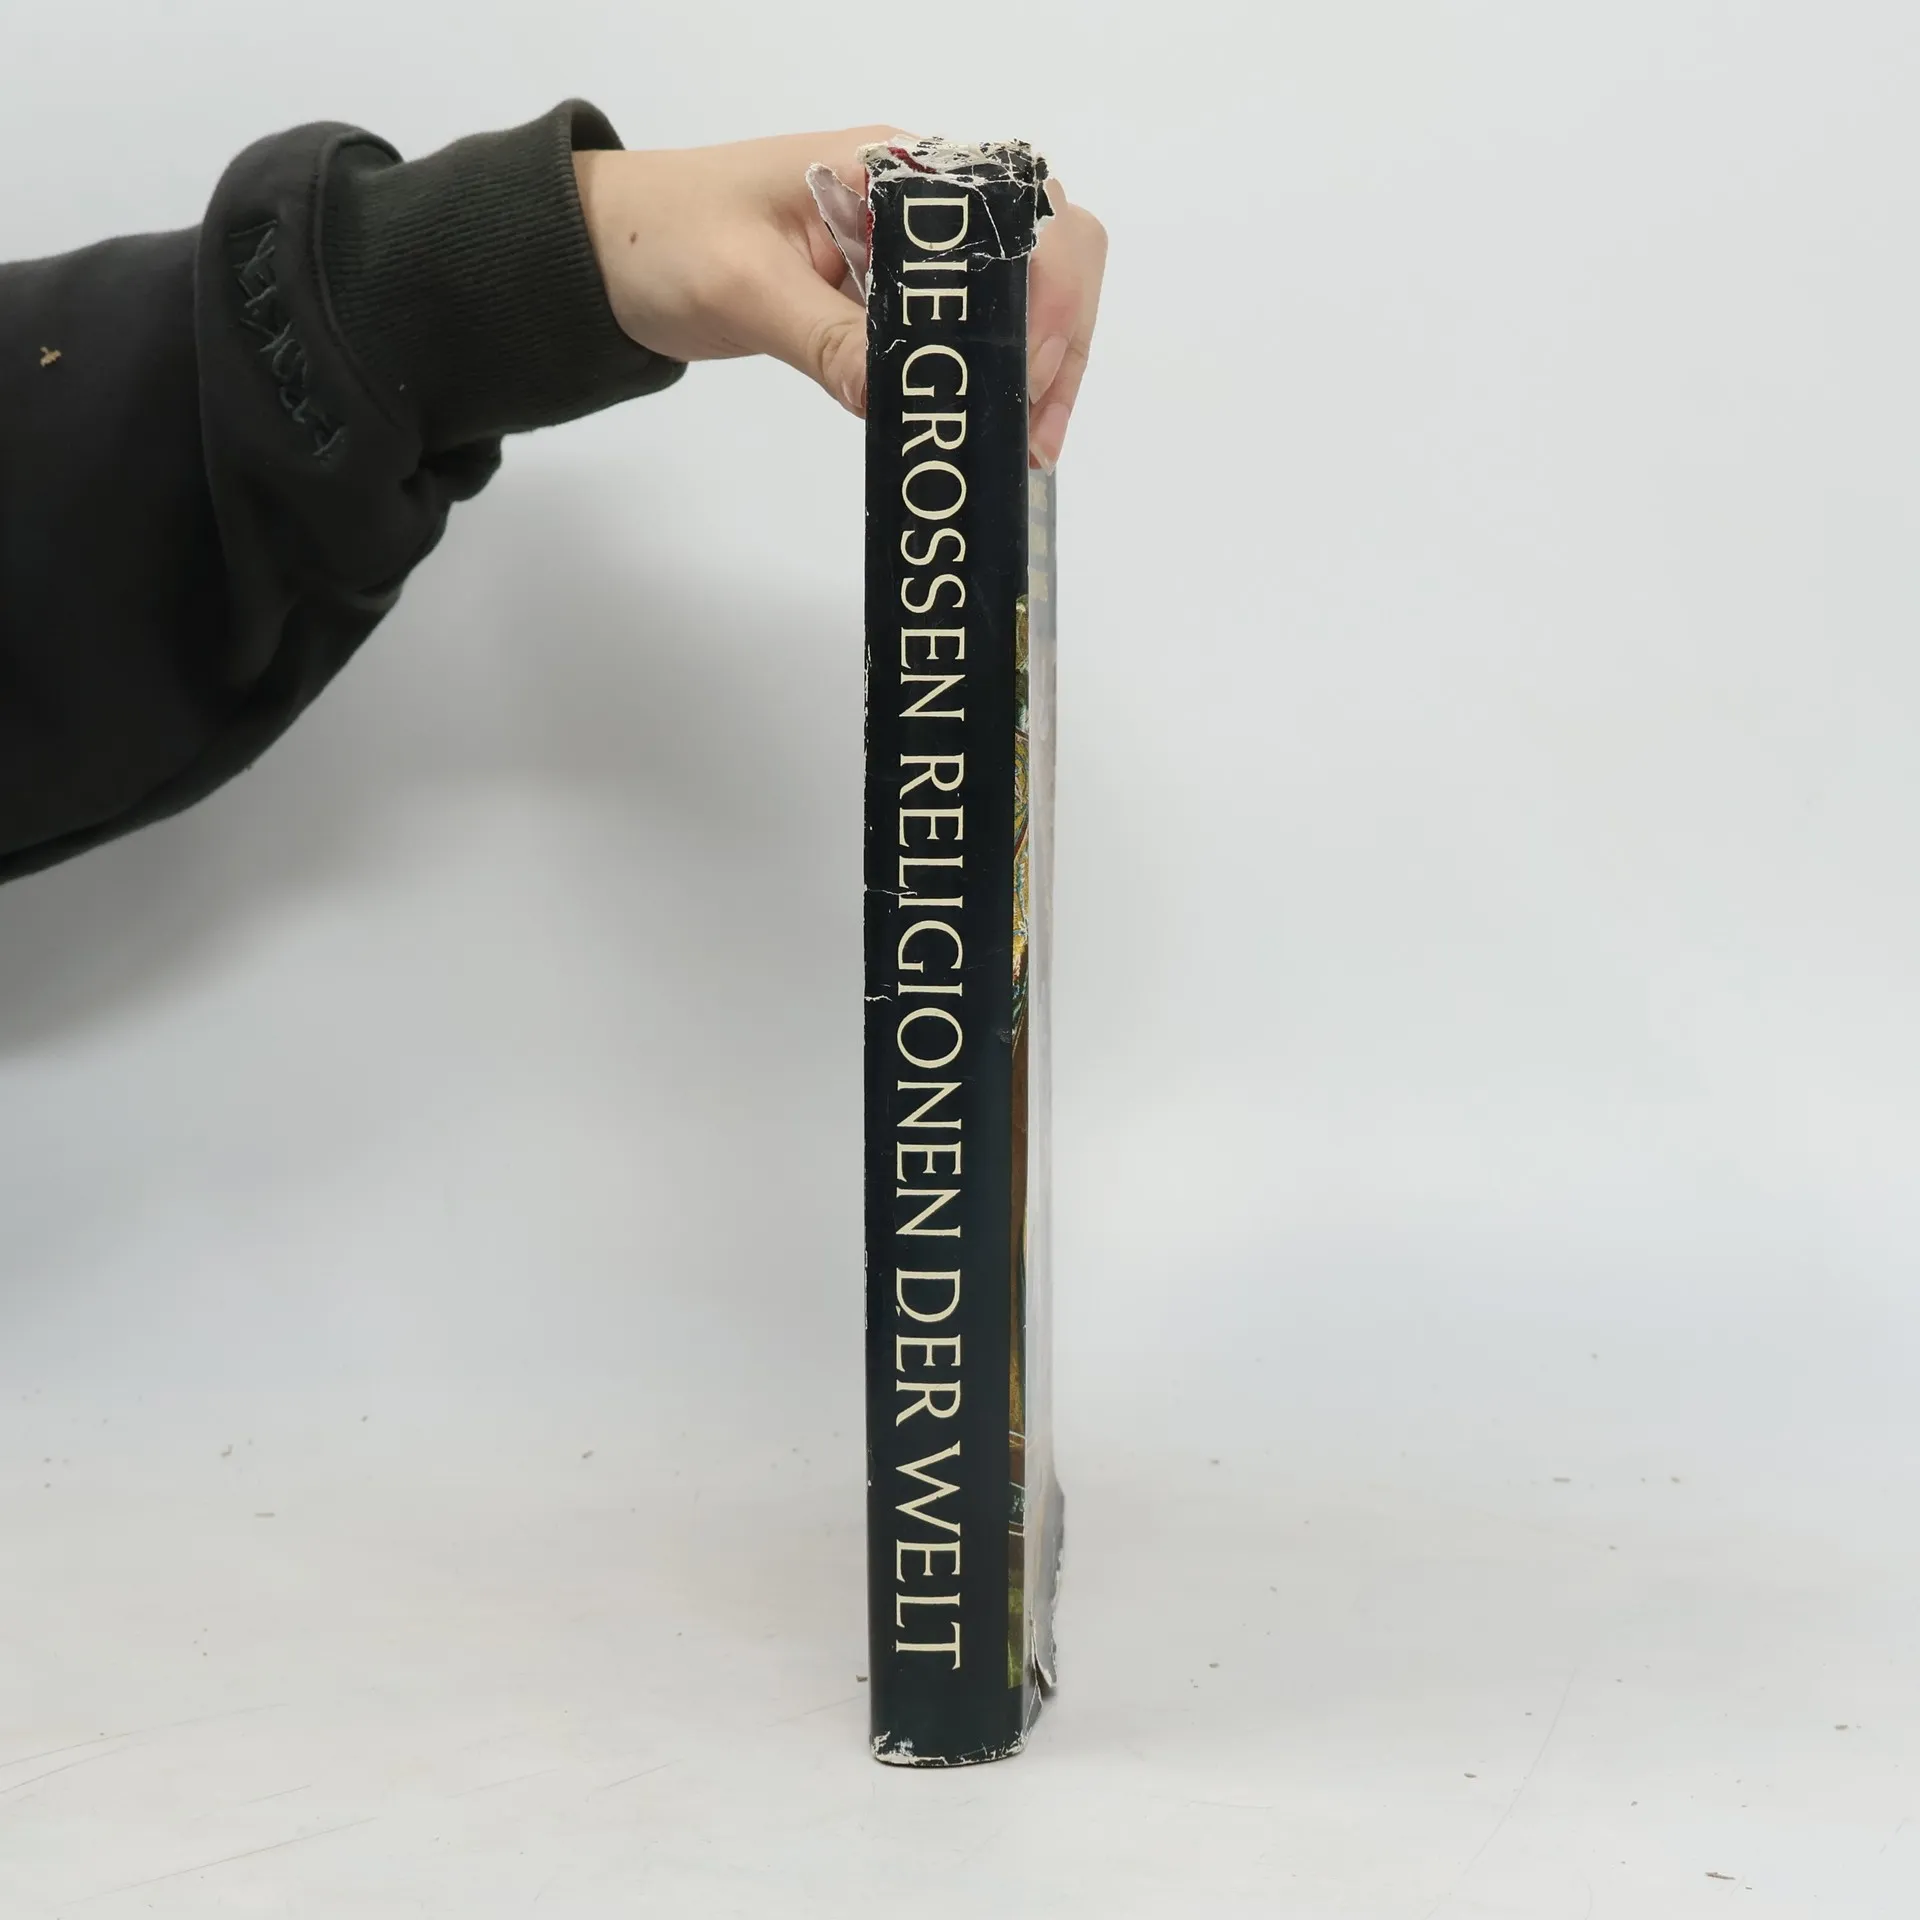 DIE GROSSEN RELIGIONEN DER WELT